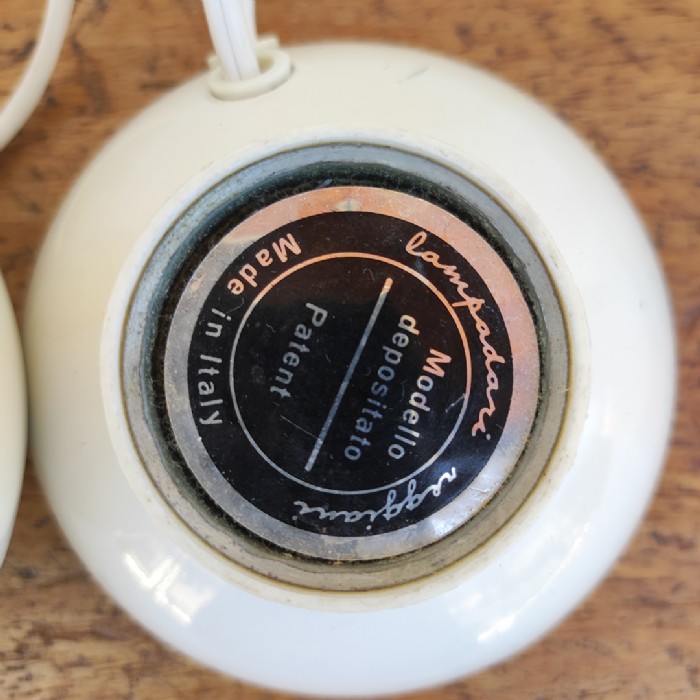 lampadari reggiani
Modello
depositato
Patent
Made in Italy